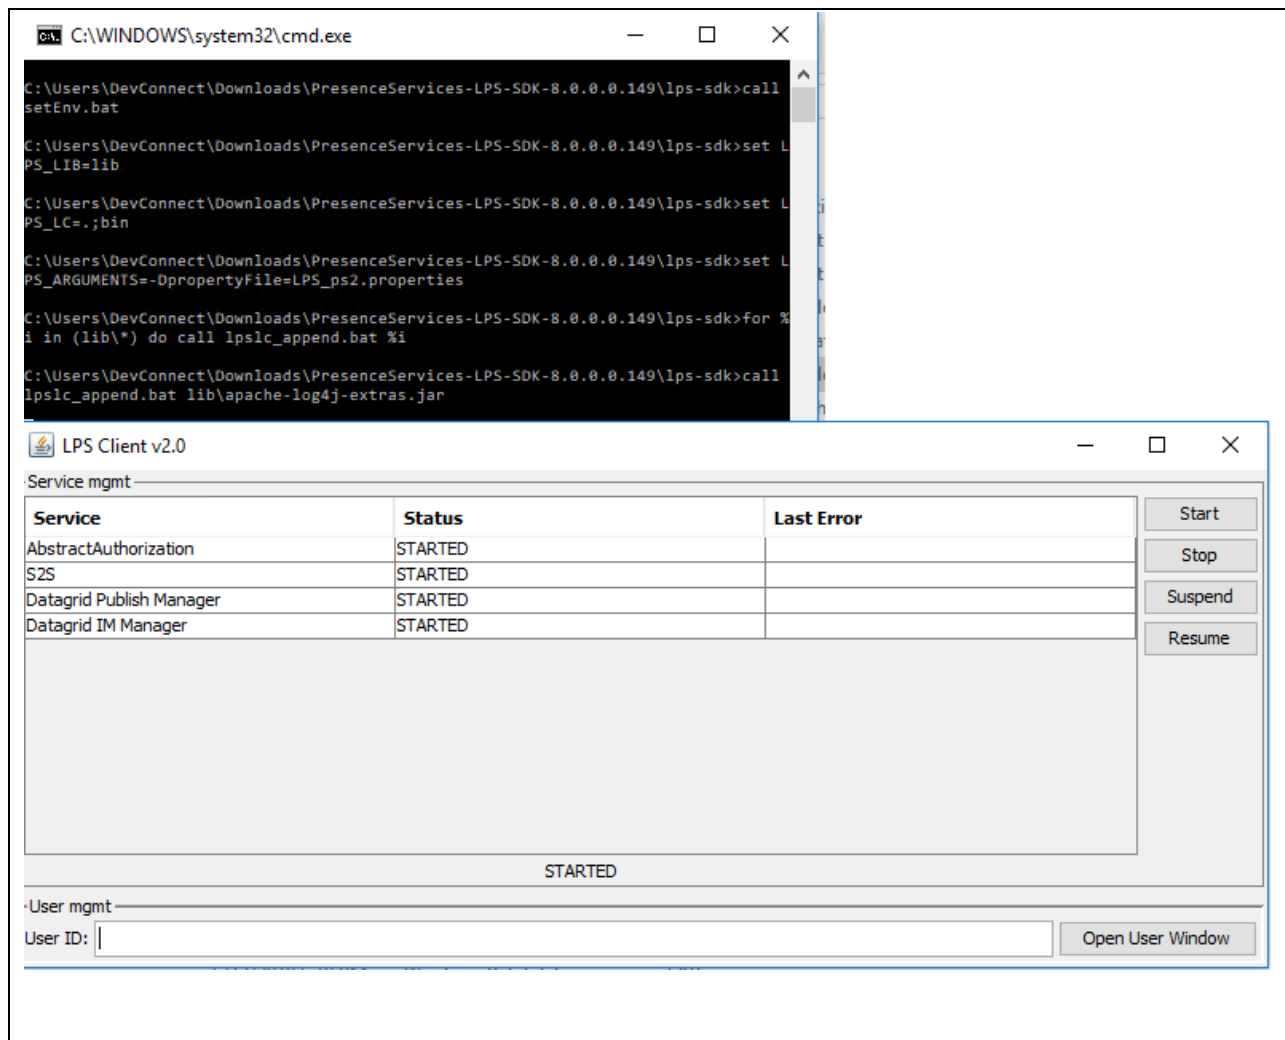 C:\WINDOWS\system32\cmd.exe
C:\Users\DevConnect\Downloads\PresenceServices-LPS-SDK-8.0.0.0.149\lps-sdk>call
setEnv.bat
C:\Users\DevConnect\Downloads\PresenceServices-LPS-SDK-8.0.0.0.149\lps-sdk>set L
PS_LIB=lib
C:\Users\DevConnect\Downloads\PresenceServices-LPS-SDK-8.0.0.0.149\lps-sdk>set L
PS_LC=.;bin
C:\Users\DevConnect\Downloads\PresenceServices-LPS-SDK-8.0.0.0.149\lps-sdk>set L
PS_ARGUMENTS=-DpropertyFile=LPS_ps2.properties
C:\Users\DevConnect\Downloads\PresenceServices-LPS-SDK-8.0.0.0.149\lps-sdk>for %
i in (lib\*) do call lpslc_append.bat %i
C:\Users\DevConnect\Downloads\PresenceServices-LPS-SDK-8.0.0.0.149\lps-sdk>call
lpslc_append.bat lib\apache-log4j-extras.jar
LPS Client v2.0
Service mgmt
Service Status Last Error
AbstractAuthorization STARTED
S2S STARTED
Datagrid Publish Manager STARTED
Datagrid IM Manager STARTED
Start
Stop
Suspend
Resume
STARTED
User mgmt
User ID: Open User Window